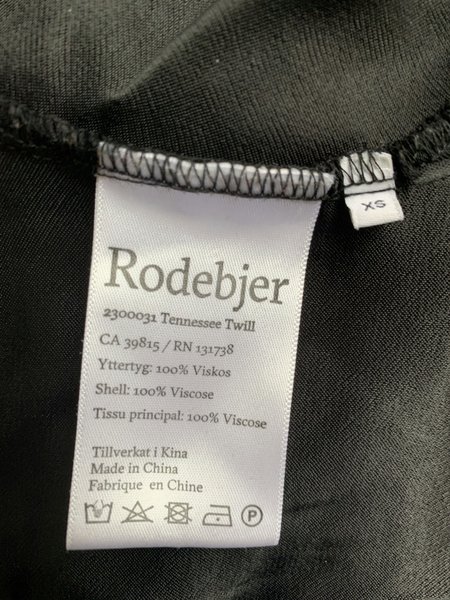 Rodebjer
XS
2300031 Tennessee Twill
CA 39815 / RN 131738
Yttertyg: 100% Viskos
Shell: 100% Viscose
Tissu principal: 100% Viscose
Tillverkat i Kina
Made in China
Fabrique en Chine
P